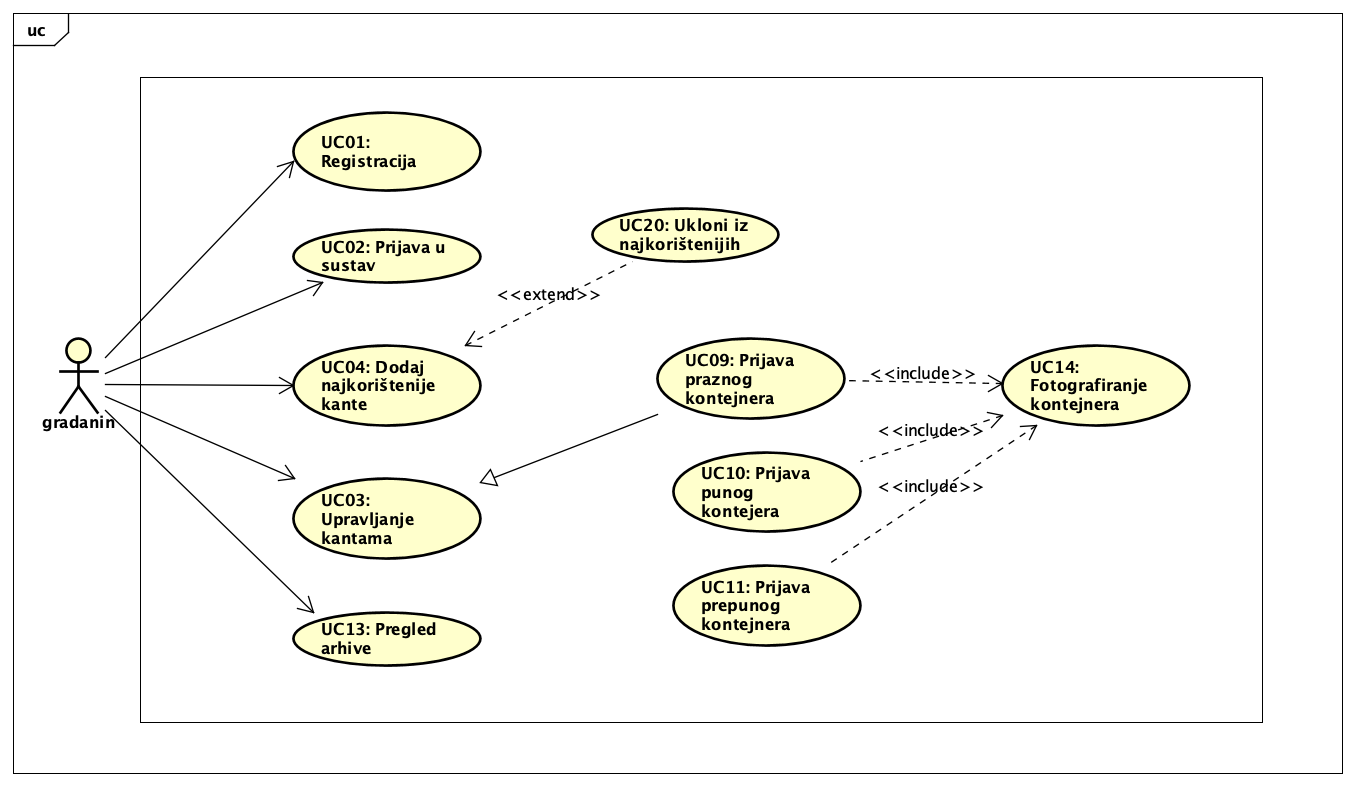 uc
UC01:
Registracija
UC02: Prijava u
sustav
UC20: Ukloni iz
najkorištenijih
<<extend>>
UC04: Dodaj
najkorištenije
kante
UC09: Prijava
praznog
kontejnera
<<include>>
UC14:
Fotografiranje
kontejnera
građanin
<<include>>
UC10: Prijava
punog
kontejera
<<include>>
UC03:
Upravljanje
kantama
UC11: Prijava
prepunog
kontejnera
UC13: Pregled
arhive